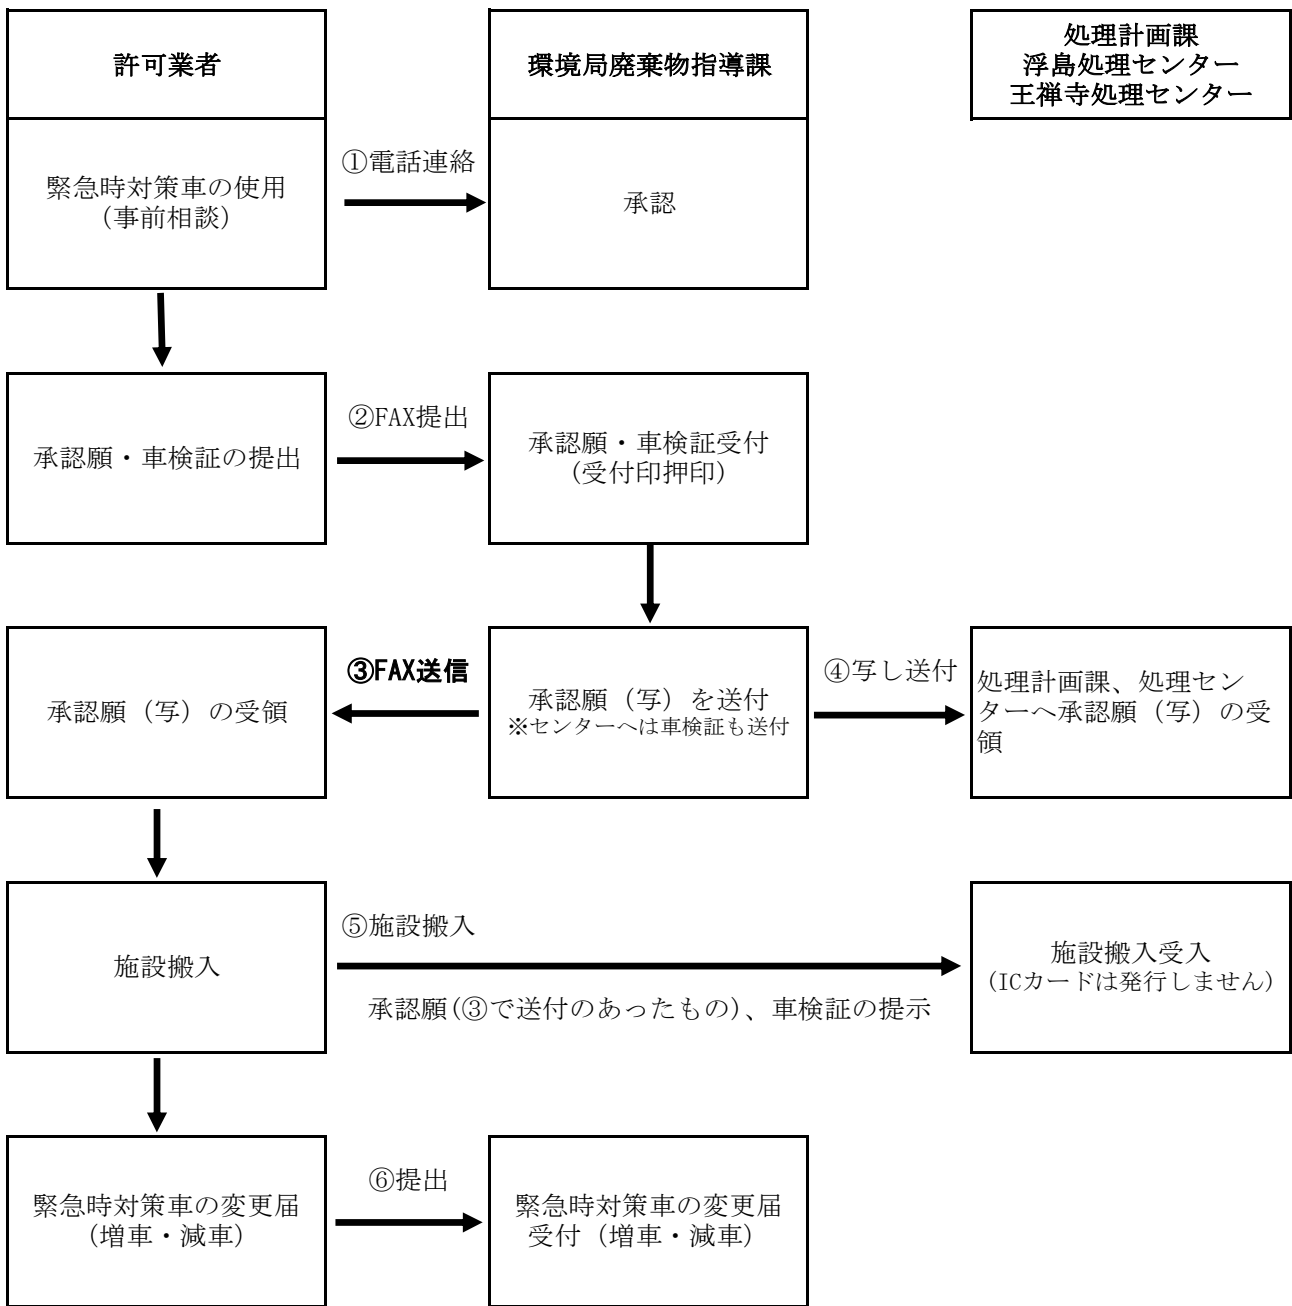 許可業者
環境局廃棄物指導課
処理計画課
浮島処理センター
王禅寺処理センター
緊急時対策車の使用
(事前相談)
①電話連絡
承認
承認願・車検証の提出
②FAX提出
承認願・車検証受付
(受付印押印)
承認願（写）の受領
③FAX送信
承認願（写）を送付
※センターへは車検証も送付
④写し送付
処理計画課、処理セン
ターへ承認願（写）の受
領
施設搬入
⑤施設搬入
承認願(③で送付のあったもの)、車検証の提示
施設搬入受入
(ICカードは発行しません)
緊急時対策車の変更届
(増車・減車)
⑥提出
緊急時対策車の変更届
受付（増車・減車）